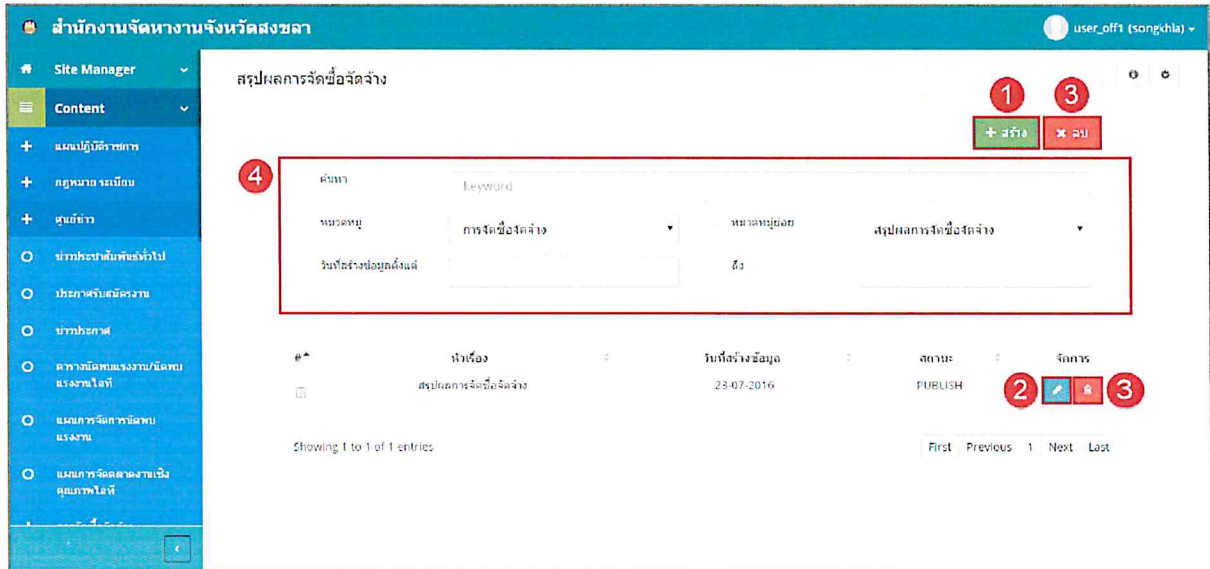 สำนักงานจัดหางานจังหวัดสงขลา
user_off1 (songkhla)
Site Manager
Content
แผนปฏิบัติราชการ
กฎหมาย ระเบียบ
ศูนย์ข่าว
ข่าวประชาสัมพันธ์ทั่วไป
ประกาศรับสมัครงาน
ข่าวประกาศ
ตารางนัดพบแรงงาน/นัดพบ
แรงงานไอที
แผนการจัดการนัดพบ
แรงงาน
แผนการจัดตลาดงานเชิง
คุณภาพไอที
สรุปผลการจัดซื้อจัดจ้าง
1 3
+ สร้าง
× ลบ
4
ค้นหา keyword
หมวดหมู่ การจัดซื้อจัดจ้าง หมวดหมู่ย่อย สรุปผลการจัดซื้อจัดจ้าง
วันที่สร้างข้อมูลตั้งแต่ ถึง
# หัวเรื่อง วันที่สร้างข้อมูล สถานะ จัดการ
สรุปผลการจัดซื้อจัดจ้าง 23-07-2016 PUBLISH 2 3
Showing 1 to 1 of 1 entries First Previous 1 Next Last